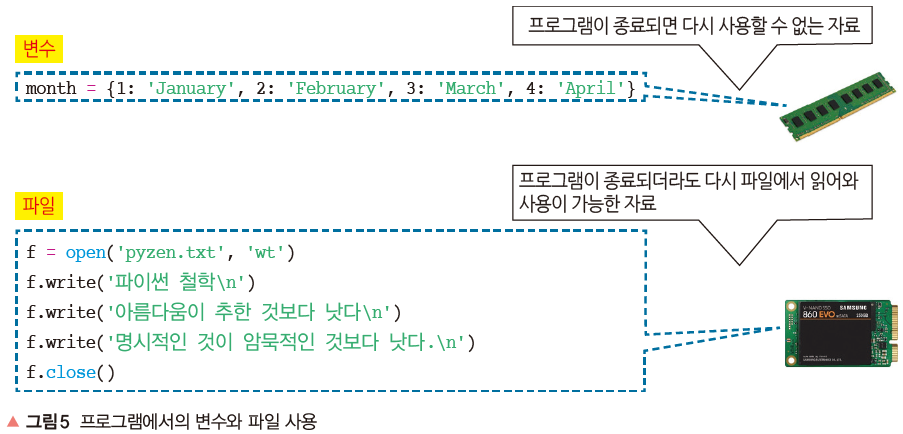 프로그램이 종료되면 다시 사용할 수 없는 자료
변수
month = {1: 'January', 2: 'February', 3: 'March', 4: 'April'}
프로그램이 종료되더라도 다시 파일에서 읽어와
사용이 가능한 자료
파일
f = open('pyzen.txt', 'wt')
f.write('파이썬 철학\n')
f.write('아름다움이 추한 것보다 낫다\n')
f.write('명시적인 것이 암묵적인 것보다 낫다.\n')
f.close()
V-NAND SSD
SAMSUNG
860 EVO mSATA
250GB
▲ 그림5 프로그램에서의 변수와 파일 사용